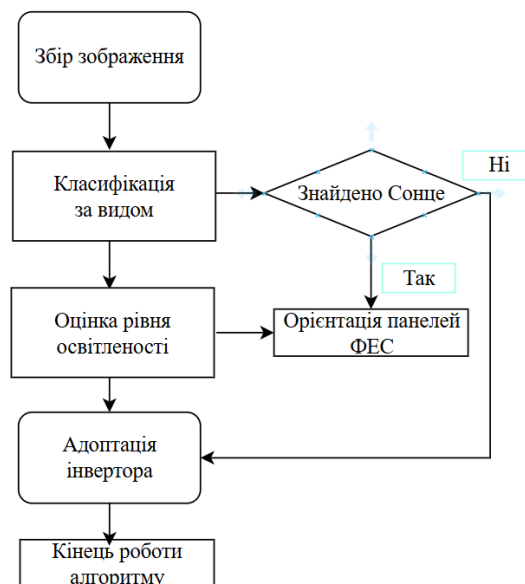 Збір зображення
Класифікація
за видом
Знайдено Сонце
Ні
Так
Оцінка рівня
освітленості
Орієнтація панелей
ФЕС
Адоптація
інвертора
Кінець роботи
алгоритму